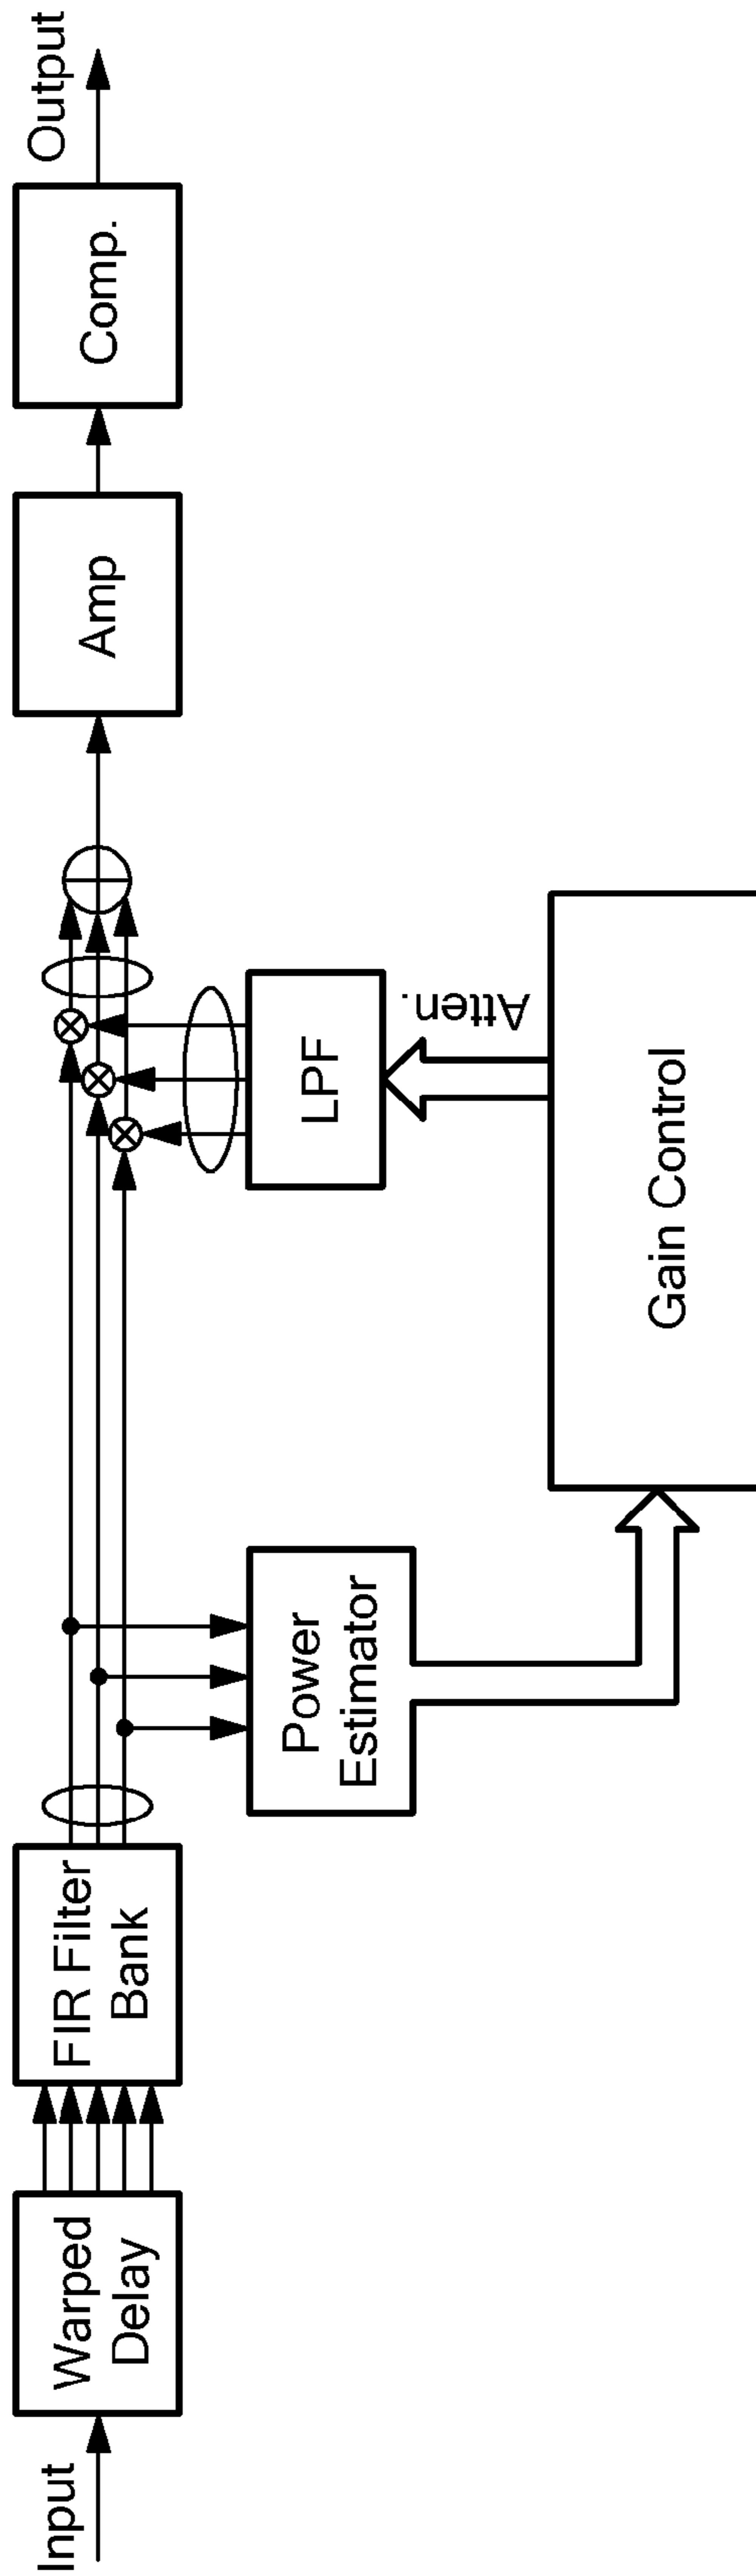 Input
Warped
Delay
FIR Filter
Bank
Power
Estimator
Gain Control
Atten.
LPF
Amp
Comp.
Output